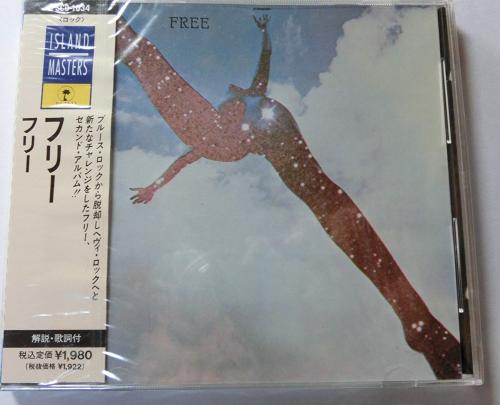 〈ロック〉
ISLAND
MASTERS
FREE
フリー
フリー
ブルース・ロックから脱却しヘヴィ・ロックへと
新たなチャレンジをしたフリー、
セカンド・アルバム!!
解説・歌詞付
税込定価¥1,980
(税抜価格 ¥1,922)